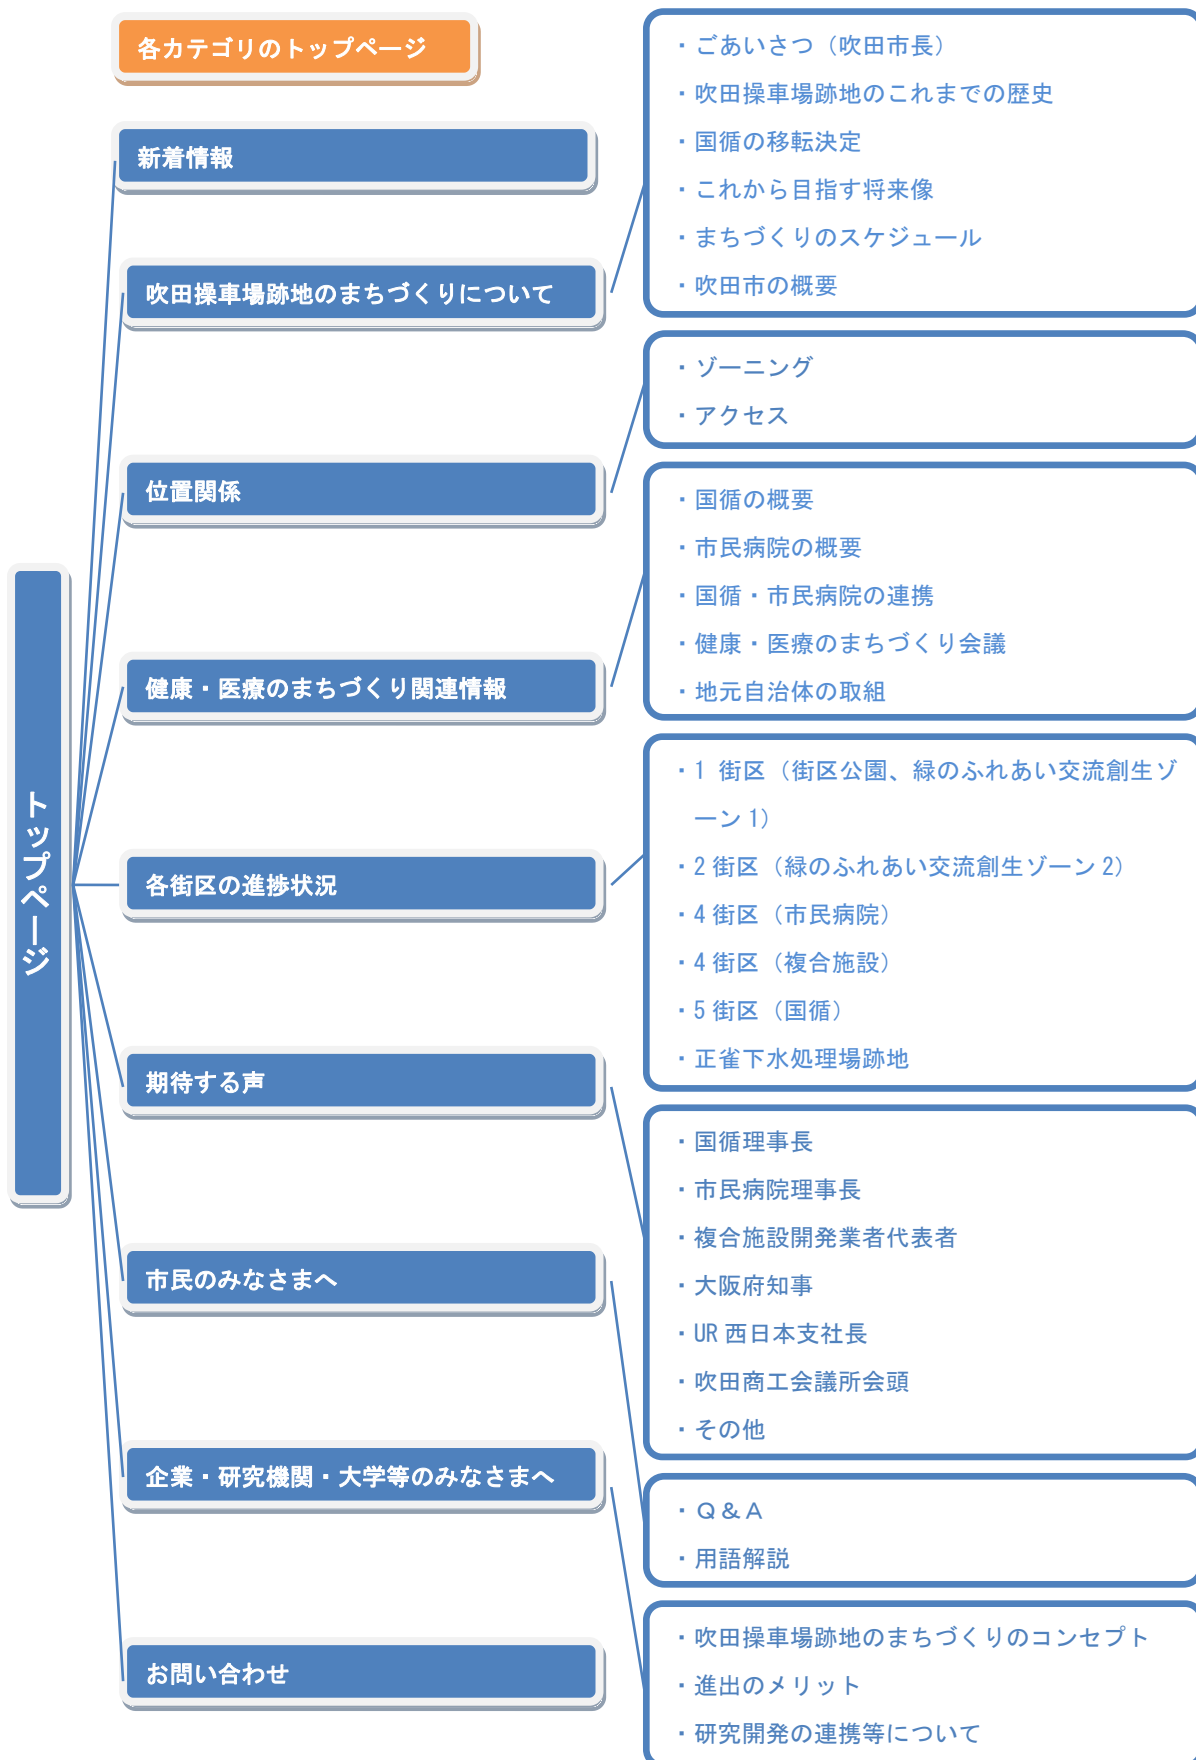 各カテゴリのトップページ
トップページ
新着情報
吹田操車場跡地のまちづくりについて
・ごあいさつ（吹田市長）
・吹田操車場跡地のこれまでの歴史
・国循の移転決定
・これから目指す将来像
・まちづくりのスケジュール
・吹田市の概要
位置関係
・ゾーニング
・アクセス
健康・医療のまちづくり関連情報
・国循の概要
・市民病院の概要
・国循・市民病院の連携
・健康・医療のまちづくり会議
・地元自治体の取組
各街区の進捗状況
・1 街区（街区公園、緑のふれあい交流創生ゾ
ーン 1）
・2 街区（緑のふれあい交流創生ゾーン 2）
・4 街区（市民病院）
・4 街区（複合施設）
・5 街区（国循）
・正雀下水処理場跡地
期待する声
・国循理事長
・市民病院理事長
・複合施設開発業者代表者
・大阪府知事
・UR 西日本支社長
・吹田商工会議所会頭
・その他
市民のみなさまへ
・Ｑ＆Ａ
・用語解説
企業・研究機関・大学等のみなさまへ
・吹田操車場跡地のまちづくりのコンセプト
・進出のメリット
・研究開発の連携等について
お問い合わせ